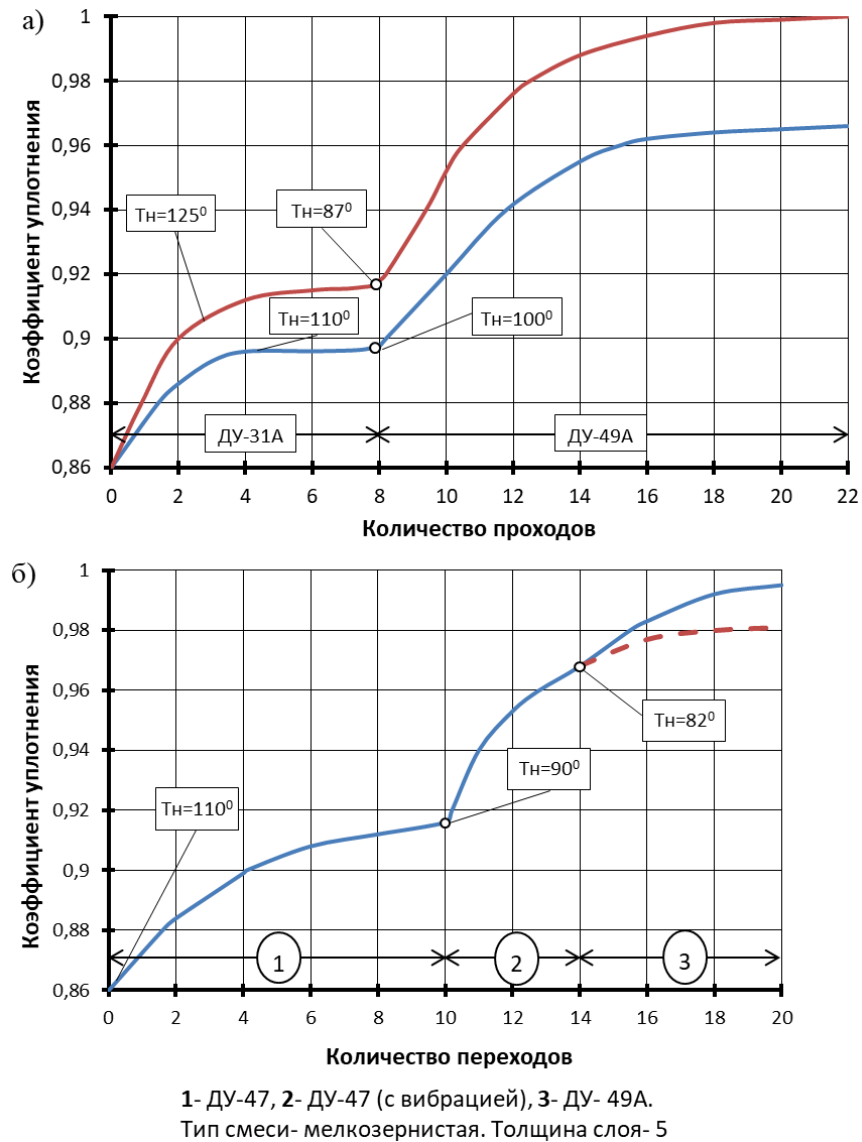 а)
Коэффициент уплотнения
1
0,98
0,96
0,94
0,92
0,9
0,88
0,86
Тн=125⁰
Тн=87⁰
Тн=110⁰
Тн=100⁰
ДУ-31А
ДУ-49А
0 2 4 6 8 10 12 14 16 18 20 22
Количество проходов
б)
Коэффициент уплотнения
1
0,98
0,96
0,94
0,92
0,9
0,88
0,86
Тн=82⁰
Тн=90⁰
Тн=110⁰
1 2 3
0 2 4 6 8 10 12 14 16 18 20
Количество переходов
1- ДУ-47, 2- ДУ-47 (с вибрацией), 3- ДУ- 49А.
Тип смеси- мелкозернистая. Толщина слоя- 5